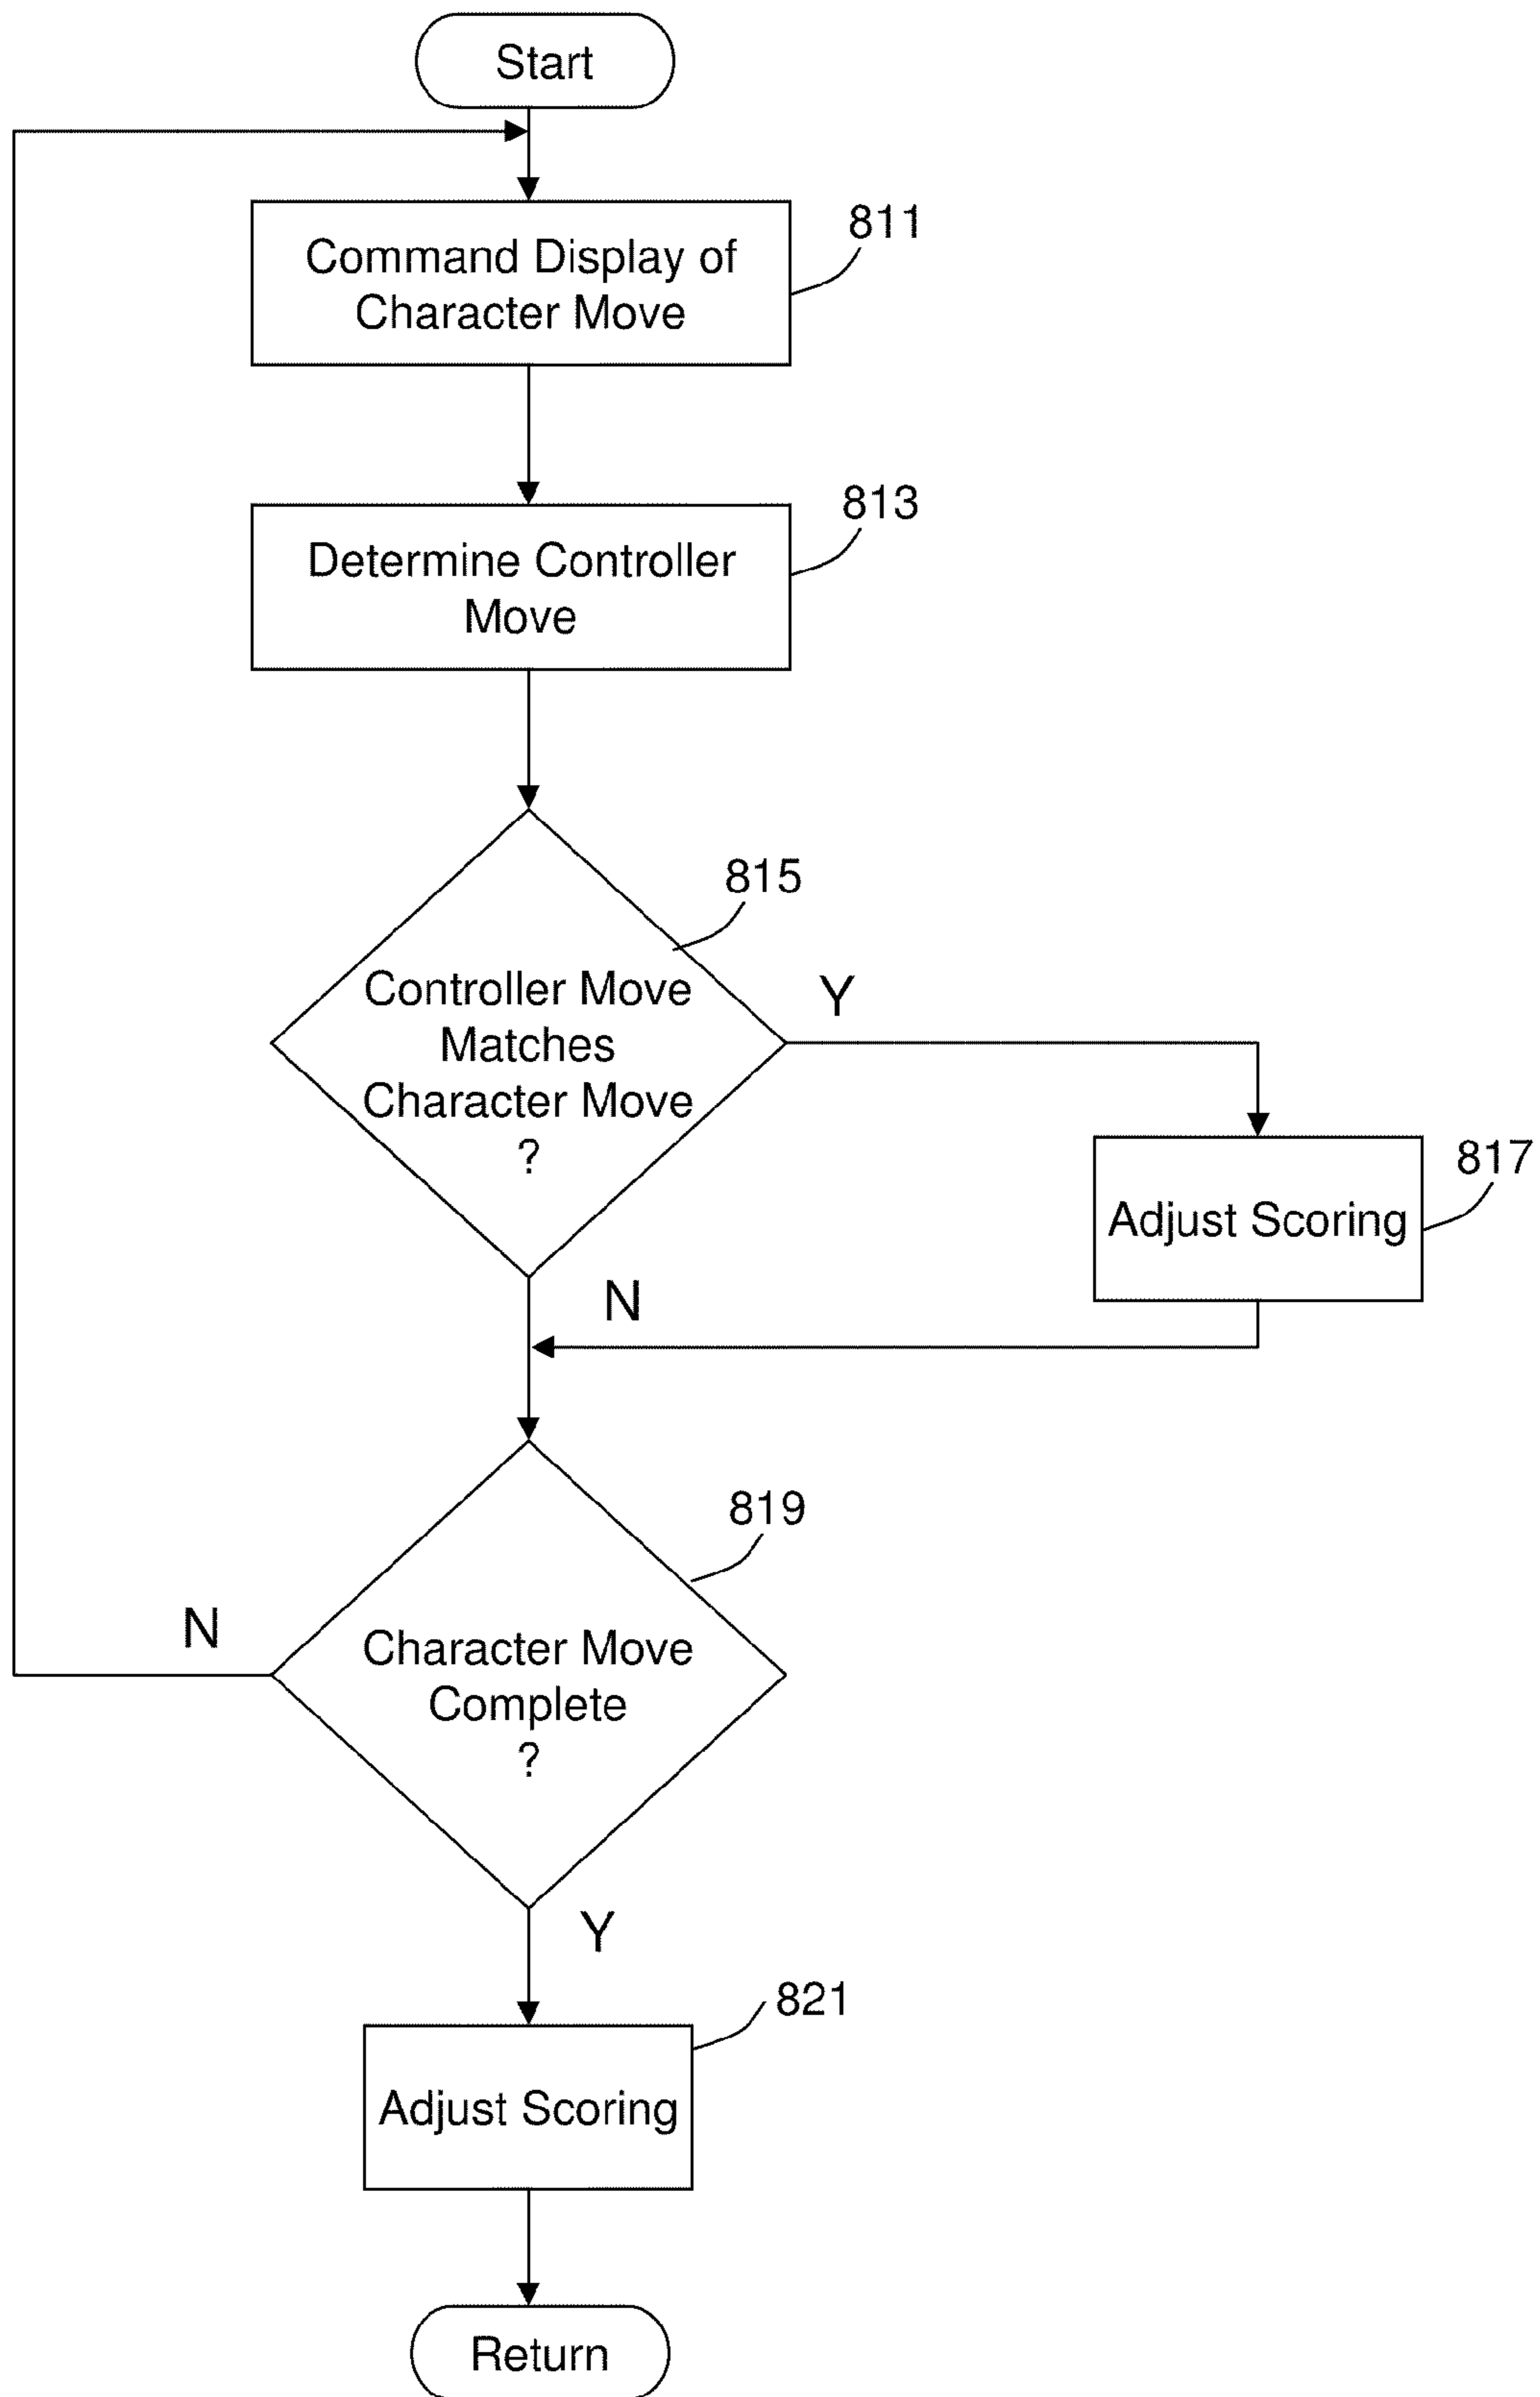 Start
Command Display of
Character Move
811
Determine Controller
Move
813
815
Controller Move
Matches
Character Move
?
Y
Adjust Scoring
817
N
819
Character Move
Complete
?
N
Y
821
Adjust Scoring
Return